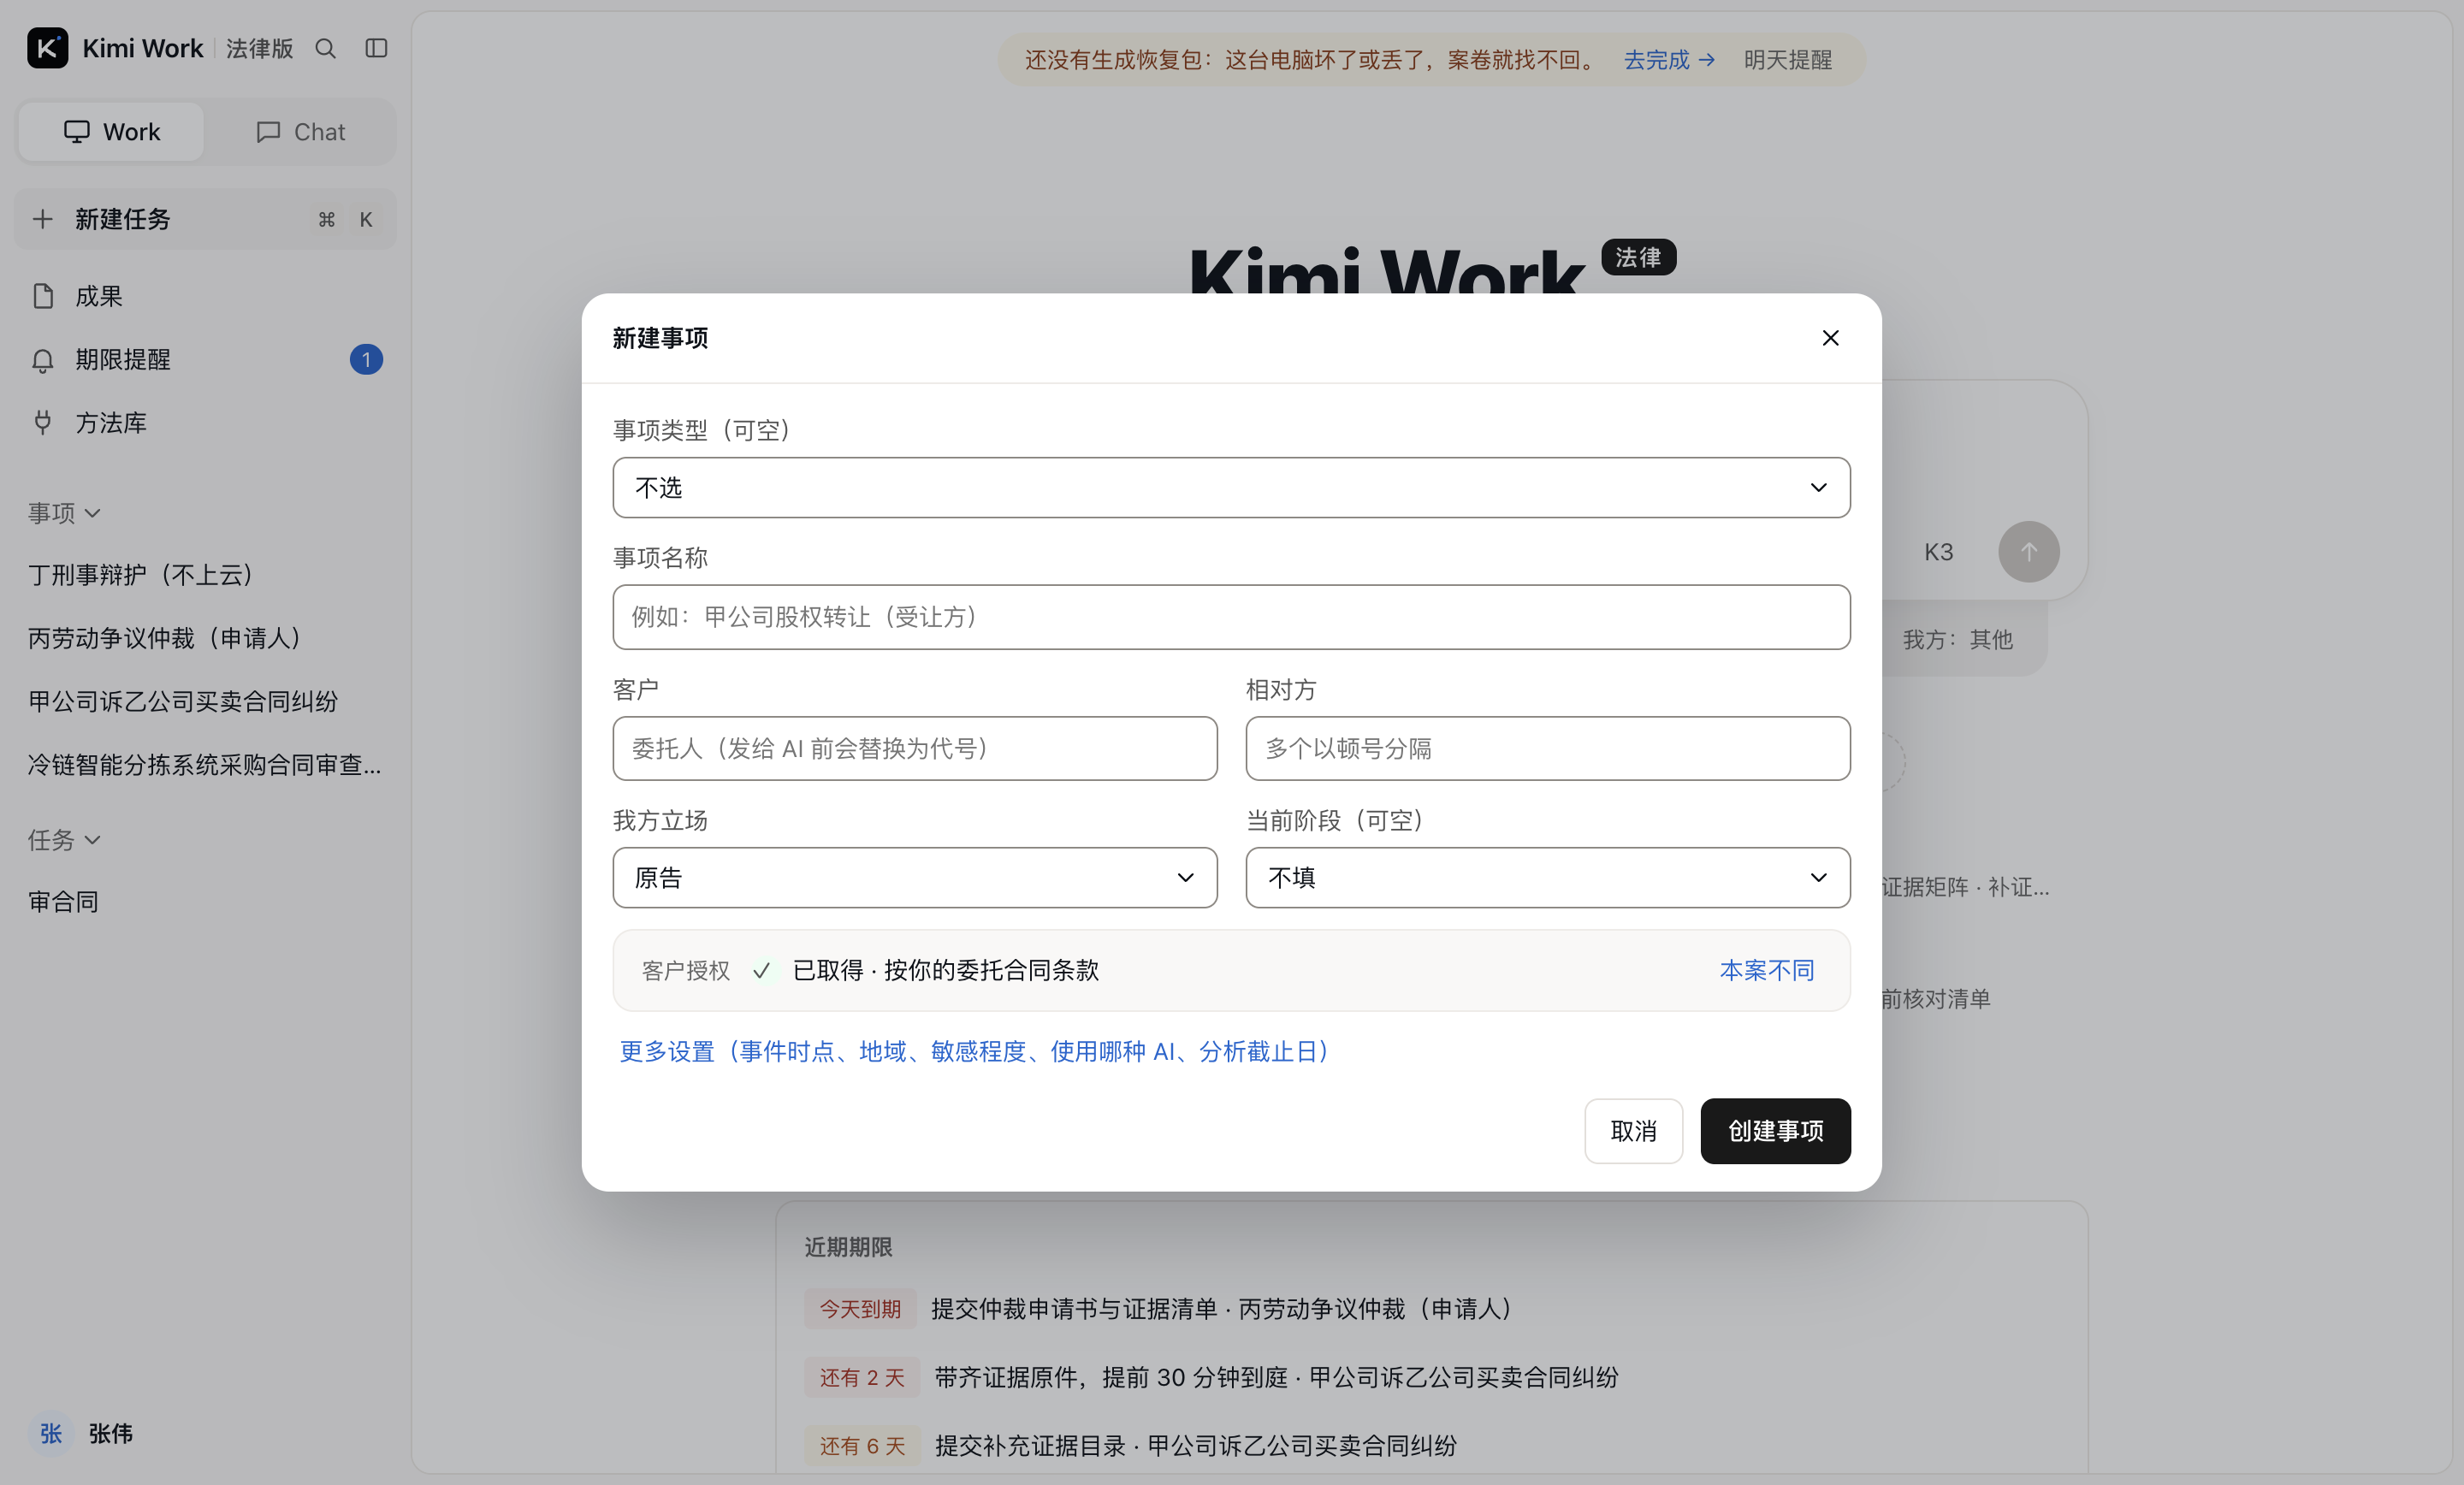 Kimi Work 法律版
Work Chat
新建任务 ⌘ K
成果
期限提醒 1
方法库
事项
丁刑事辩护（不上云）
丙劳动争议仲裁（申请人）
甲公司诉乙公司买卖合同纠纷
冷链智能分拣系统采购合同审查...
任务
审合同
张 张伟
还没有生成恢复包：这台电脑坏了或丢了，案卷就找不回。 去完成 → 明天提醒
Kimi Work 法律
新建事项
事项类型（可空）
不选
事项名称
例如：甲公司股权转让（受让方）
客户 相对方
委托人（发给 AI 前会替换为代号） 多个以顿号分隔
我方立场 当前阶段（可空）
原告 不填
客户授权 已取得 · 按你的委托合同条款 本案不同
更多设置（事件时点、地域、敏感程度、使用哪种 AI、分析截止日）
取消 创建事项
K3
我方：其他
证据矩阵 · 补证...
前核对清单
近期期限
今天到期 提交仲裁申请书与证据清单 · 丙劳动争议仲裁（申请人）
还有 2 天 带齐证据原件，提前 30 分钟到庭 · 甲公司诉乙公司买卖合同纠纷
还有 6 天 提交补充证据目录 · 甲公司诉乙公司买卖合同纠纷